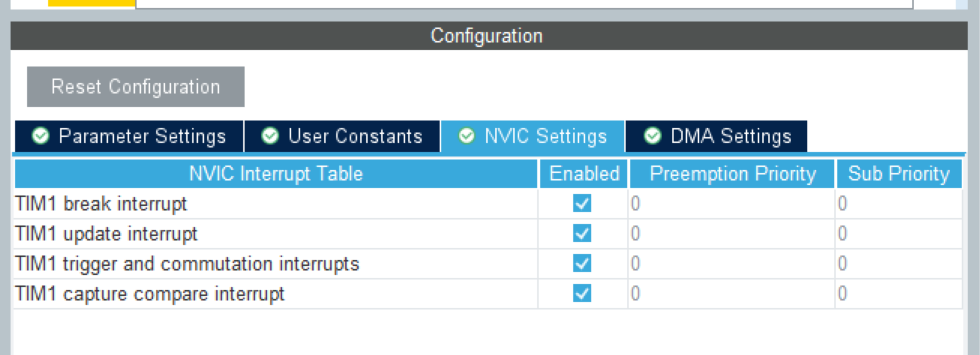 Configuration
Reset Configuration
Parameter Settings User Constants NVIC Settings DMA Settings
NVIC Interrupt Table Enabled Preemption Priority Sub Priority
TIM1 break interrupt 0 0
TIM1 update interrupt 0 0
TIM1 trigger and commutation interrupts 0 0
TIM1 capture compare interrupt 0 0